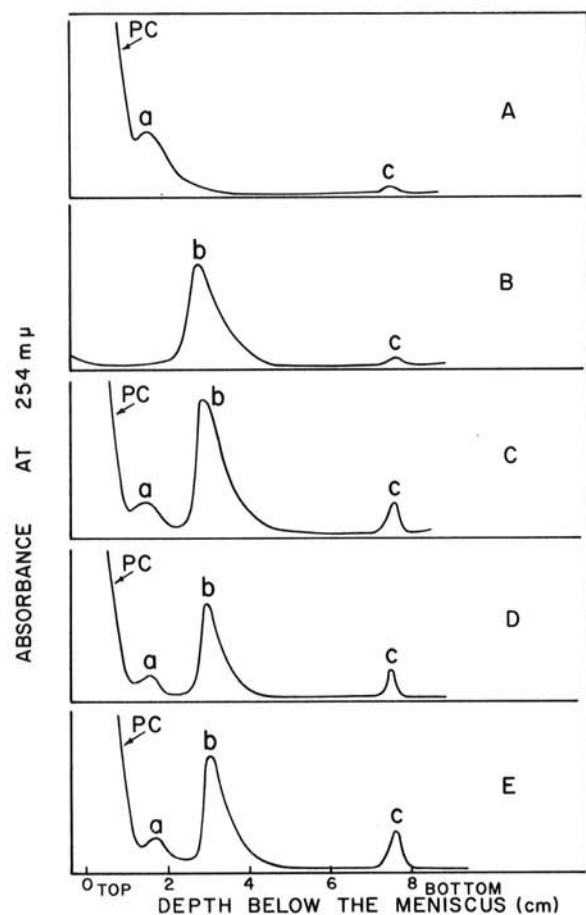 PC
a
c
A
b
c
B
PC
a
b
c
C
PC
a
b
c
D
PC
a
b
c
E
ABSORBANCE AT 254 mμ
0 2 4 6 8
TOP BOTTOM
DEPTH BELOW THE MENISCUS (cm)